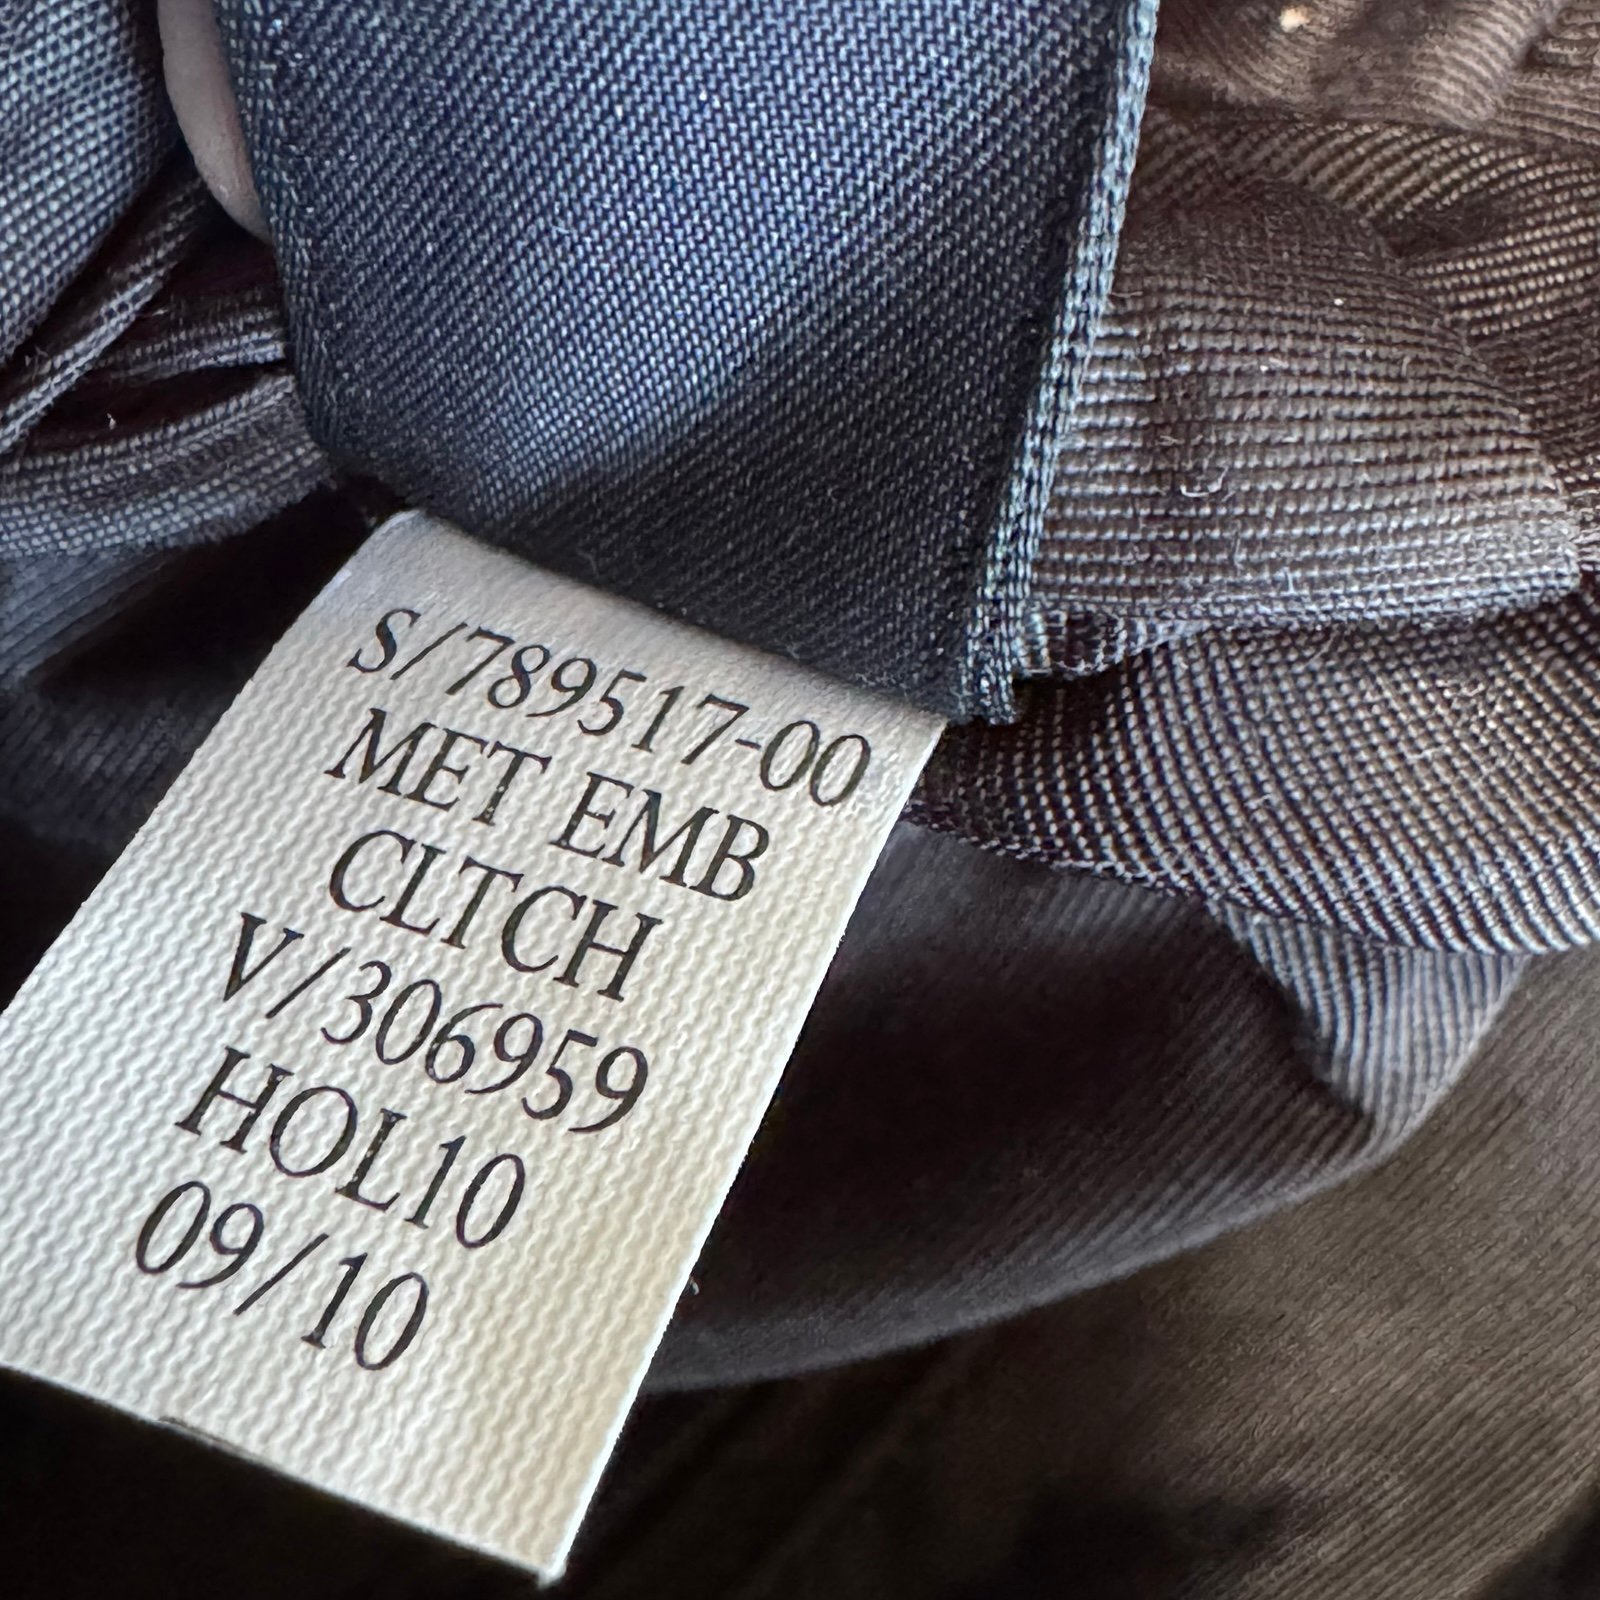 S/789517-00
MET EMB
CLTCH
V/306959
HOL10
09/10